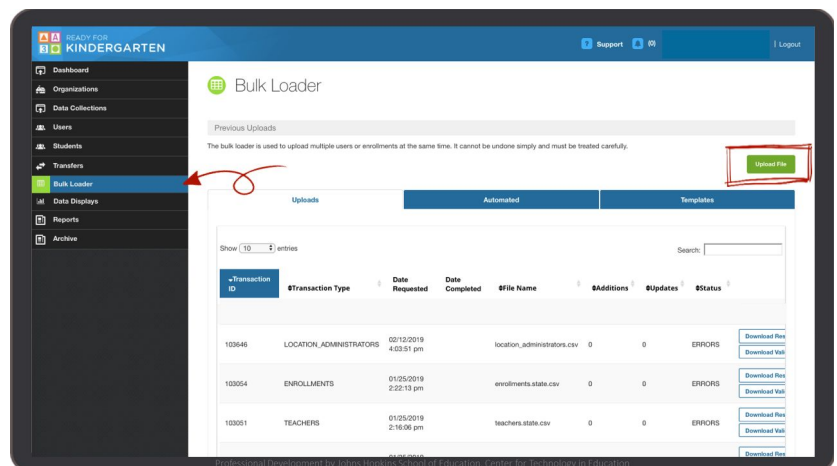 READY FOR
KINDERGARTEN
Support (0) | Logout
Dashboard
Organizations
Data Collections
Users
Students
Transfers
Bulk Loader
Data Displays
Reports
Archive
Bulk Loader
Previous Uploads
The bulk loader is used to upload multiple users or enrollments at the same time. It cannot be undone simply and must be treated carefully.
Upload File
Uploads Automated Templates
Show 10 entries Search:
Transaction ID Transaction Type Date Requested Date Completed File Name Additions Updates Status
103646 LOCATION_ADMINISTRATORS 02/12/2019 4:03:51 pm location_administrators.csv 0 0 ERRORS
Download Res
Download Vali
103054 ENROLLMENTS 01/25/2019 2:22:13 pm enrollments.state.csv 0 0 ERRORS
Download Res
Download Vali
103051 TEACHERS 01/25/2019 2:16:06 pm teachers.state.csv 0 0 ERRORS
Download Res
Download Vali
01/25/2019
Download Res
Professional Development by Johns Hopkins School of Education, Center for Technology in Education